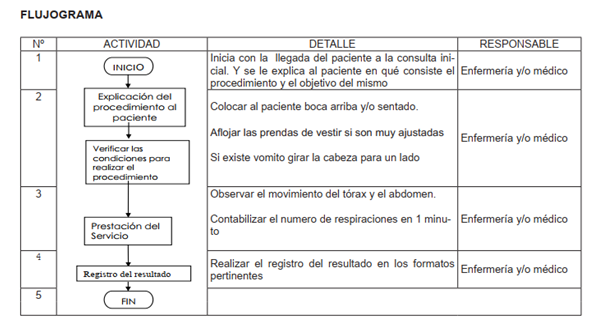 FLUJOGRAMA
Nº ACTIVIDAD DETALLE RESPONSABLE
1
INICIO
Inicia con la llegada del paciente a la consulta ini-
cial. Y se le explica al paciente en qué consiste el
procedimiento y el objetivo del mismo
Enfermería y/o médico
2
Explicación del
procedimiento al
paciente
Verificar las
condiciones para
realizar el
procedimiento
Colocar al paciente boca arriba y/o sentado.
Aflojar las prendas de vestir si son muy ajustadas
Si existe vomito girar la cabeza para un lado
Enfermería y/o médico
3
Prestación del
Servicio
Observar el movimiento del tórax y el abdomen.
Contabilizar el numero de respiraciones en 1 minu-
to
Enfermería y/o médico
4
Registro del resultado
Realizar el registro del resultado en los formatos
pertinentes
Enfermería y/o médico
5
FIN